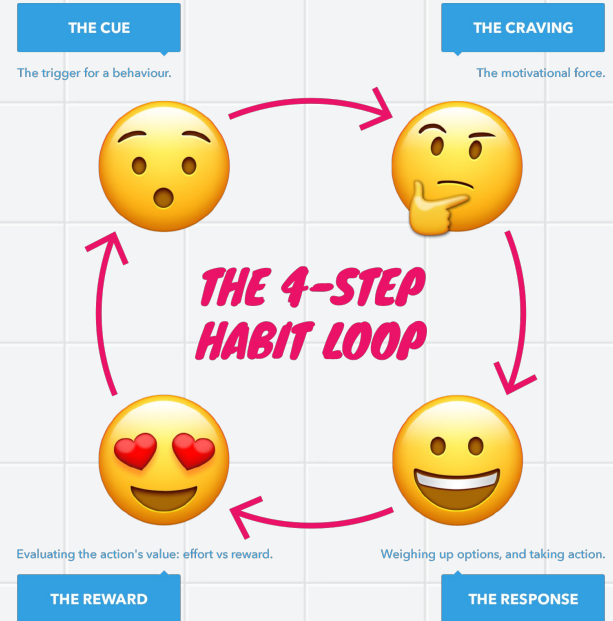 THE CUE
THE CRAVING
The trigger for a behaviour.
The motivational force.
THE 4-STEP
HABIT LOOP
Evaluating the action's value: effort vs reward.
Weighing up options, and taking action.
THE REWARD
THE RESPONSE